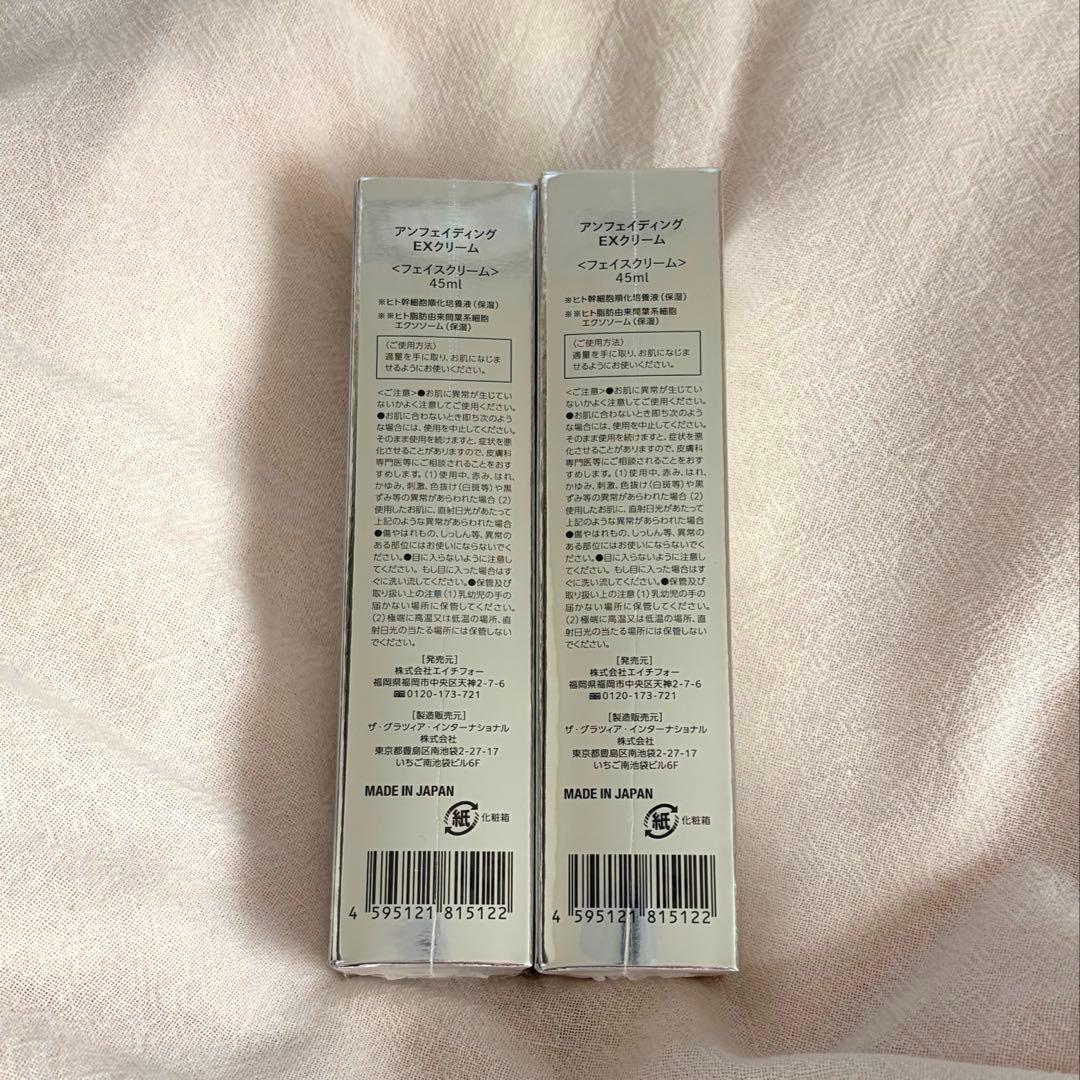 アンフェイディング
EXクリーム
<フェイスクリーム>
45ml
※ヒト幹細胞順化培養液(保湿)
※※ヒト脂肪由来間葉系細胞
エクソソーム(保湿)
〈ご使用方法〉
適量を手に取り、お肌になじま
せるようにお使いください。
<ご注意>●お肌に異常が生じてい
ないかよく注意してご使用ください。
●お肌に合わないとき即ち次のよう
な場合には、使用を中止してください。
そのまま使用を続けますと、症状を悪
化させることがありますので、皮膚科
専門医等にご相談されることをおす
すめします。(1)使用中、赤み、はれ、
かゆみ、刺激、色抜け(白斑等)や黒
ずみ等の異常があらわれた場合(2)
使用したお肌に、直射日光があたって
上記のような異常があらわれた場合
●傷やはれもの、しっしん等、異常の
ある部位にはお使いにならないでく
ださい。●目に入らないように注意し
てください。もし目に入った場合はす
ぐに洗い流してください。●保管及び
取り扱い上の注意(1)乳幼児の手の
届かない場所に保管してください。
(2)極端に高温又は低温の場所、直
射日光の当たる場所には保管しない
でください。
[発売元]
株式会社エイチフォー
福岡県福岡市中央区天神2-7-6
0120-173-721
[製造販売元]
ザ・グラツィア・インターナショナル
株式会社
東京都豊島区南池袋2-27-17
いちご南池袋ビル6F
MADE IN JAPAN
紙 化粧箱
4 595121 815122
アンフェイディング
EXクリーム
<フェイスクリーム>
45ml
※ヒト幹細胞順化培養液(保湿)
※※ヒト脂肪由来間葉系細胞
エクソソーム(保湿)
〈ご使用方法〉
適量を手に取り、お肌になじま
せるようにお使いください。
<ご注意>●お肌に異常が生じてい
ないかよく注意してご使用ください。
●お肌に合わないとき即ち次のよう
な場合には、使用を中止してください。
そのまま使用を続けますと、症状を悪
化させることがありますので、皮膚科
専門医等にご相談されることをおす
すめします。(1)使用中、赤み、はれ、
かゆみ、刺激、色抜け(白斑等)や黒
ずみ等の異常があらわれた場合(2)
使用したお肌に、直射日光があたって
上記のような異常があらわれた場合
●傷やはれもの、しっしん等、異常の
ある部位にはお使いにならないでく
ださい。●目に入らないように注意し
てください。もし目に入った場合はす
ぐに洗い流してください。●保管及び
取り扱い上の注意(1)乳幼児の手の
届かない場所に保管してください。
(2)極端に高温又は低温の場所、直
射日光の当たる場所には保管しない
でください。
[発売元]
株式会社エイチフォー
福岡県福岡市中央区天神2-7-6
0120-173-721
[製造販売元]
ザ・グラツィア・インターナショナル
株式会社
東京都豊島区南池袋2-27-17
いちご南池袋ビル6F
MADE IN JAPAN
紙 化粧箱
4 595121 815122